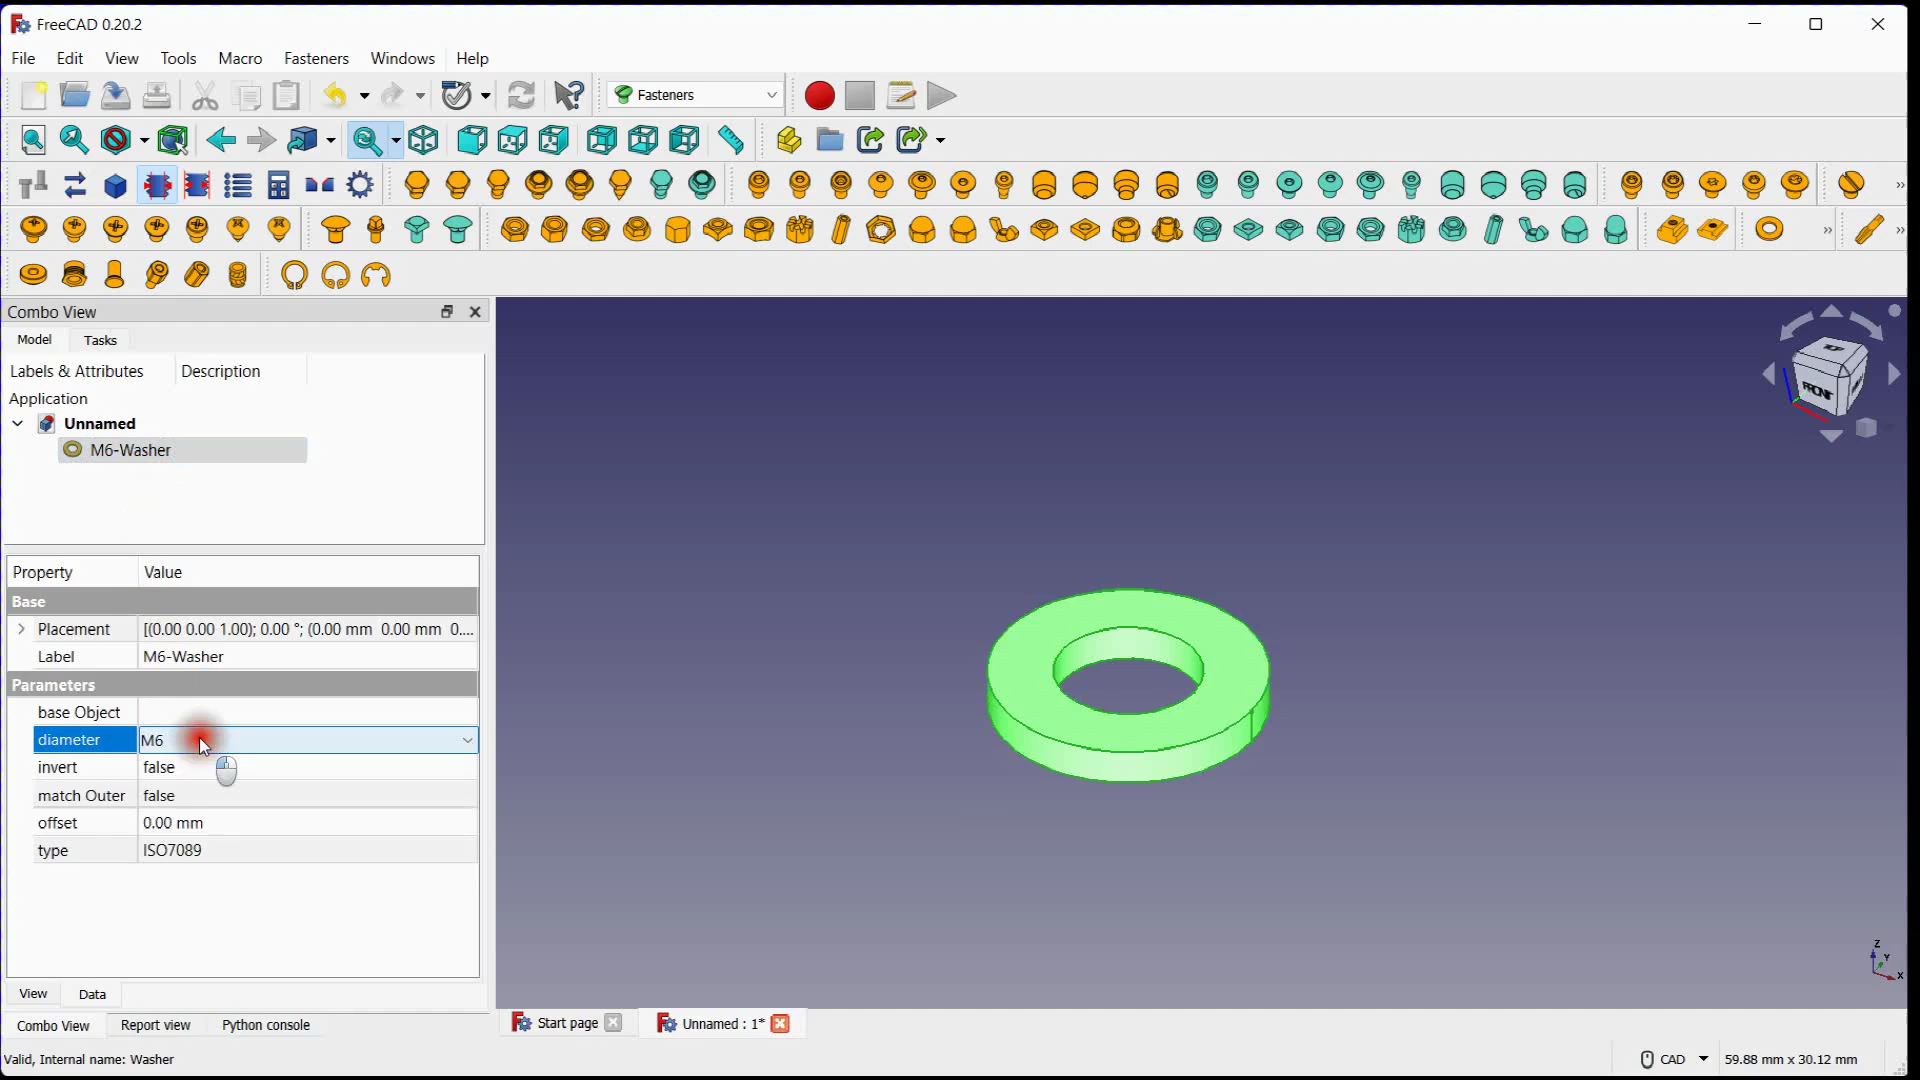 FreeCAD 0.20.2
File Edit View Tools Macro Fasteners Windows Help
Fasteners
Combo View
Model Tasks
Labels & Attributes Description
Application
Unnamed
M6-Washer
Property Value
Base
Placement [(0.00 0.00 1.00); 0.00 °; (0.00 mm 0.00 mm 0....
Label M6-Washer
Parameters
base Object
diameter M6
invert false
match Outer false
offset 0.00 mm
type ISO7089
View Data
Combo View Report view Python console
Start page Unnamed : 1*
Valid, Internal name: Washer
CAD 59.88 mm x 30.12 mm
TOP
FRONT
Z
Y
X